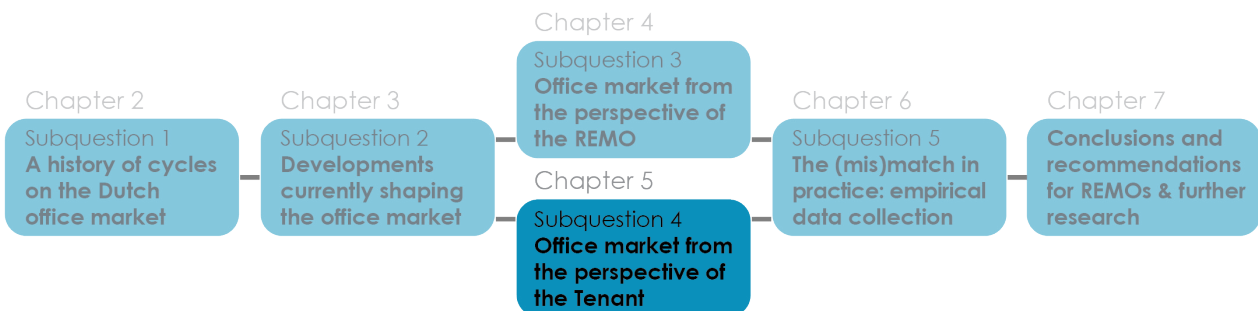 Chapter 2
Subquestion 1
A history of cycles
on the Dutch
office market
Chapter 3
Subquestion 2
Developments
currently shaping
the office market
Chapter 4
Subquestion 3
Office market from
the perspective of
the REMO
Chapter 5
Subquestion 4
Office market from
the perspective of
the Tenant
Chapter 6
Subquestion 5
The (mis)match in
practice: empirical
data collection
Chapter 7
Conclusions and
recommendations
for REMOs & further
research